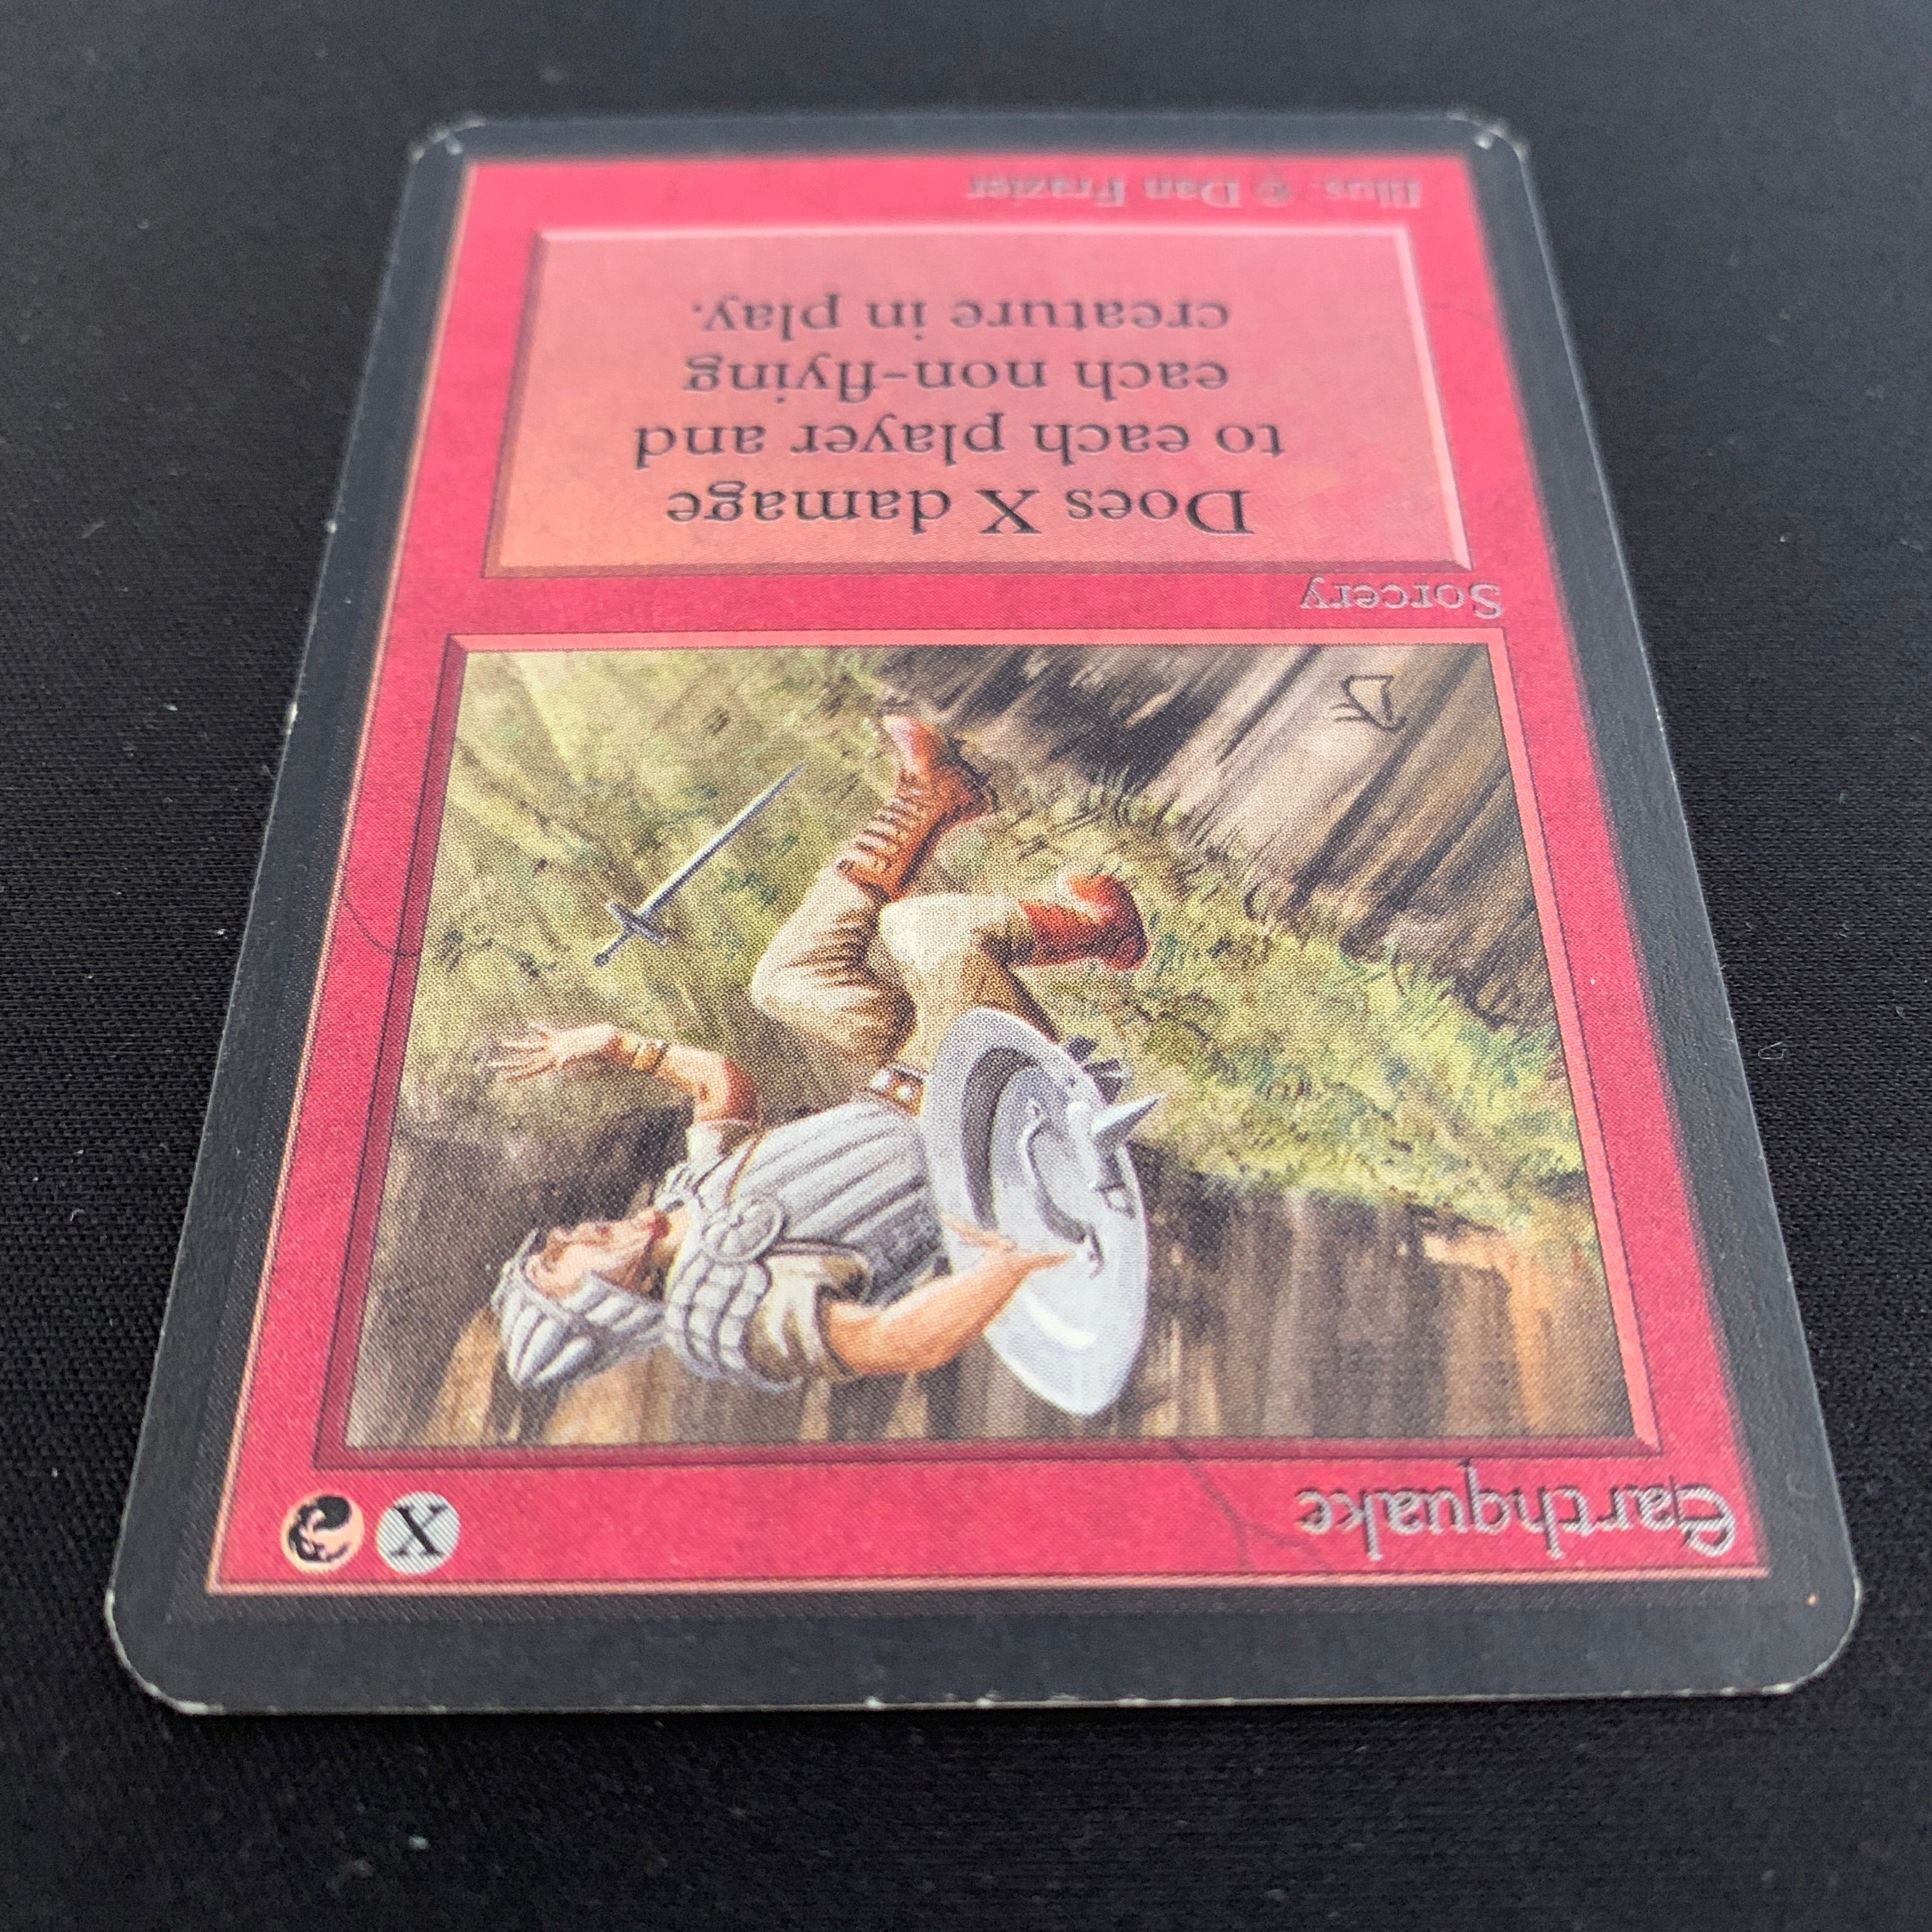 Earthquake X
Sorcery
Does X damage
to each player and
each non-flying
creature in play.
Illus. © Dan Frazier